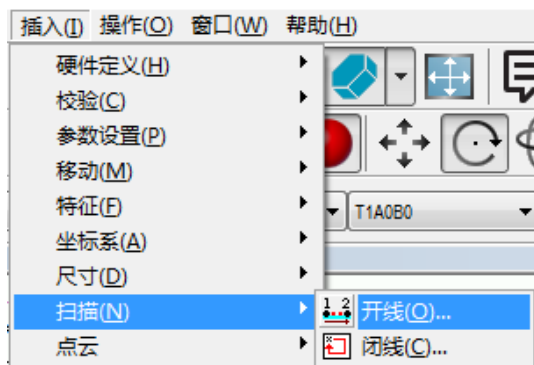 插入(I) 操作(O) 窗口(W) 帮助(H)
硬件定义(H)
校验(C)
参数设置(P)
移动(M)
特征(F)
T1A0B0
坐标系(A)
尺寸(D)
扫描(N)
1 2 开线(O)...
点云
闭线(C)...